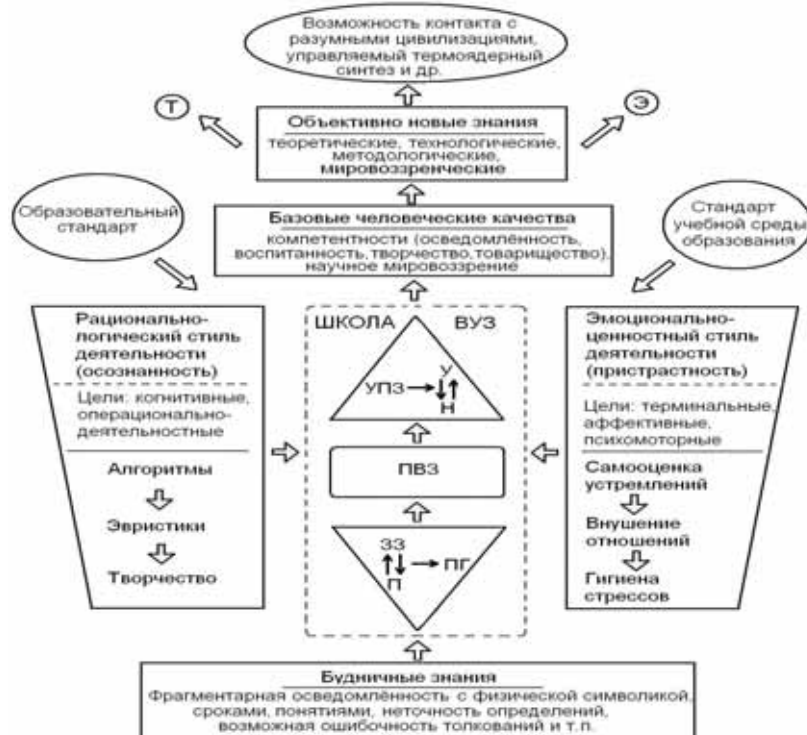 Возможность контакта с
разумными цивилизациями,
управляемый термоядерный
синтез и др.
Т
Э
Объективно новые знания
теоретические, технологические,
методологические,
мировоззренческие
Образовательный
стандарт
Базовые человеческие качества
компетентности (осведомлённость,
воспитанность, творчество, товарищество),
научное мировоззрение
Стандарт
учебной среды
образования
Рационально-
логический стиль
деятельности
(осознанность)
Цели: когнитивные,
операционально-
деятельностные
Алгоритмы
Эвристики
Творчество
ШКОЛА ВУЗ
У
УПЗ
Н
ПВЗ
ЗЗ
ПГ
П
Эмоционально-
ценностный стиль
деятельности
(пристрастность)
Цели: терминальные,
аффективные,
психомоторные
Самооценка
устремлений
Внушение
отношений
Гигиена
стрессов
Будничные знания
Фрагментарная осведомлённость с физической символикой,
сроками, понятиями, неточность определений,
возможная ошибочность толкований и т.п.